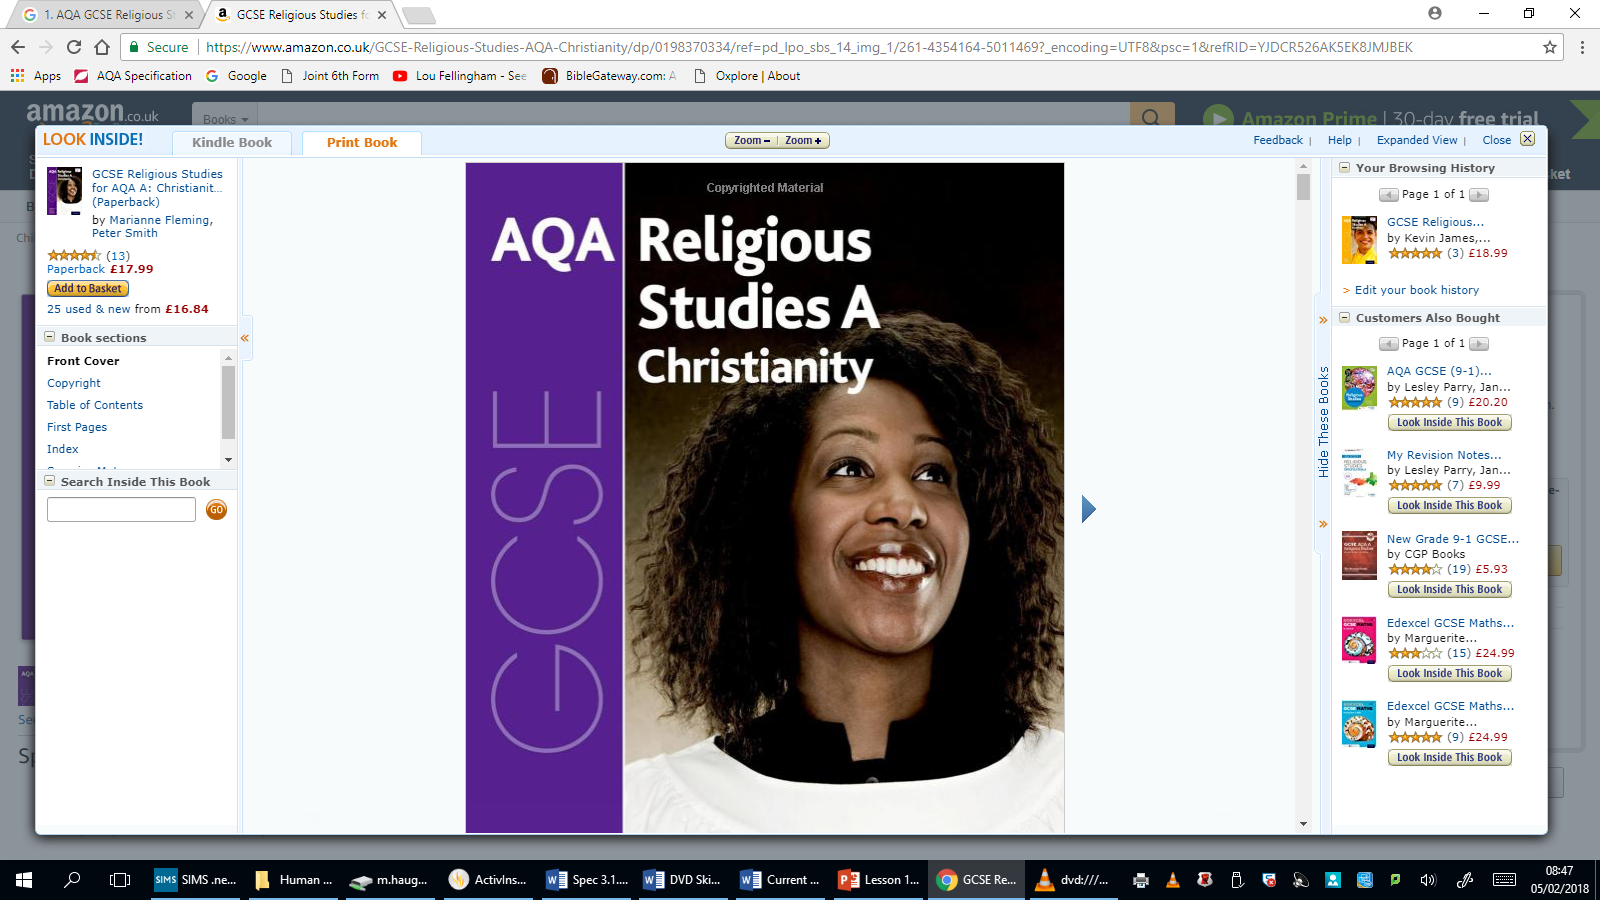 1. AQA GCSE Religious St
GCSE Religious Studies fo
Secure
https://www.amazon.co.uk/GCSE-Religious-Studies-AQA-Christianity/dp/0198370334/ref=pd_lpo_sbs_14_img_1/261-4354164-5011469?_encoding=UTF8&psc=1&refRID=YJDCR526AK5EK8JMJBEK
Apps
AQA Specification
Google
Joint 6th Form
Lou Fellingham - See
BibleGateway.com: A
Oxplore | About
amazon.co.uk
Books
Amazon Prime | 30-day free trial
LOOK INSIDE!
Kindle Book
Print Book
Zoom –
Zoom +
Feedback |
Help |
Expanded View |
Close
GCSE Religious Studies
for AQA A: Christianit...
(Paperback)
by Marianne Fleming,
Peter Smith
(13)
Paperback £17.99
Add to Basket
25 used & new from £16.84
Book sections
Front Cover
Copyright
Table of Contents
First Pages
Index
Search Inside This Book
GO
Copyrighted Material
AQA
GCSE
Religious
Studies A
Christianity
Hide These Books
Your Browsing History
Page 1 of 1
GCSE Religious...
by Kevin James,...
(3) £18.99
> Edit your book history
Customers Also Bought
Page 1 of 1
AQA GCSE (9-1)...
by Lesley Parry, Jan...
(9) £20.20
Look Inside This Book
My Revision Notes...
by Lesley Parry, Jan...
(7) £9.99
Look Inside This Book
New Grade 9-1 GCSE...
by CGP Books
(19) £5.93
Look Inside This Book
Edexcel GCSE Maths...
by Marguerite...
(15) £24.99
Look Inside This Book
Edexcel GCSE Maths...
by Marguerite...
(9) £24.99
Look Inside This Book
SIMS
SIMS .ne...
Human ...
m.haug...
ActivIns...
Spec 3.1....
DVD Ski...
Current ...
Lesson 1...
GCSE Re...
dvd:///...
08:47
05/02/2018